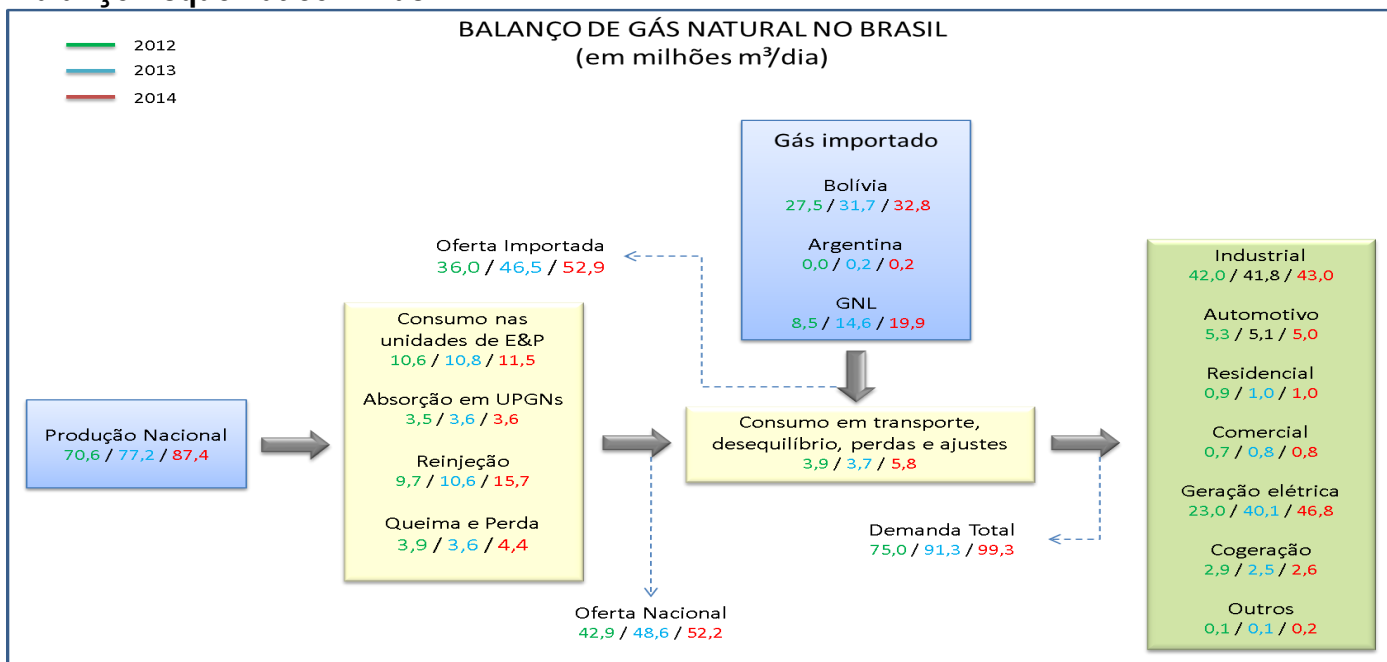 BALANÇO DE GÁS NATURAL NO BRASIL
(em milhões m³/dia)
2012
2013
2014
Gás importado
Bolívia
27,5 / 31,7 / 32,8
Argentina
0,0 / 0,2 / 0,2
GNL
8,5 / 14,6 / 19,9
Oferta Importada
36,0 / 46,5 / 52,9
Produção Nacional
70,6 / 77,2 / 87,4
Consumo nas
unidades de E&P
10,6 / 10,8 / 11,5
Absorção em UPGNs
3,5 / 3,6 / 3,6
Reinjeção
9,7 / 10,6 / 15,7
Queima e Perda
3,9 / 3,6 / 4,4
Oferta Nacional
42,9 / 48,6 / 52,2
Consumo em transporte,
desequilíbrio, perdas e ajustes
3,9 / 3,7 / 5,8
Demanda Total
75,0 / 91,3 / 99,3
Industrial
42,0 / 41,8 / 43,0
Automotivo
5,3 / 5,1 / 5,0
Residencial
0,9 / 1,0 / 1,0
Comercial
0,7 / 0,8 / 0,8
Geração elétrica
23,0 / 40,1 / 46,8
Cogeração
2,9 / 2,5 / 2,6
Outros
0,1 / 0,1 / 0,2